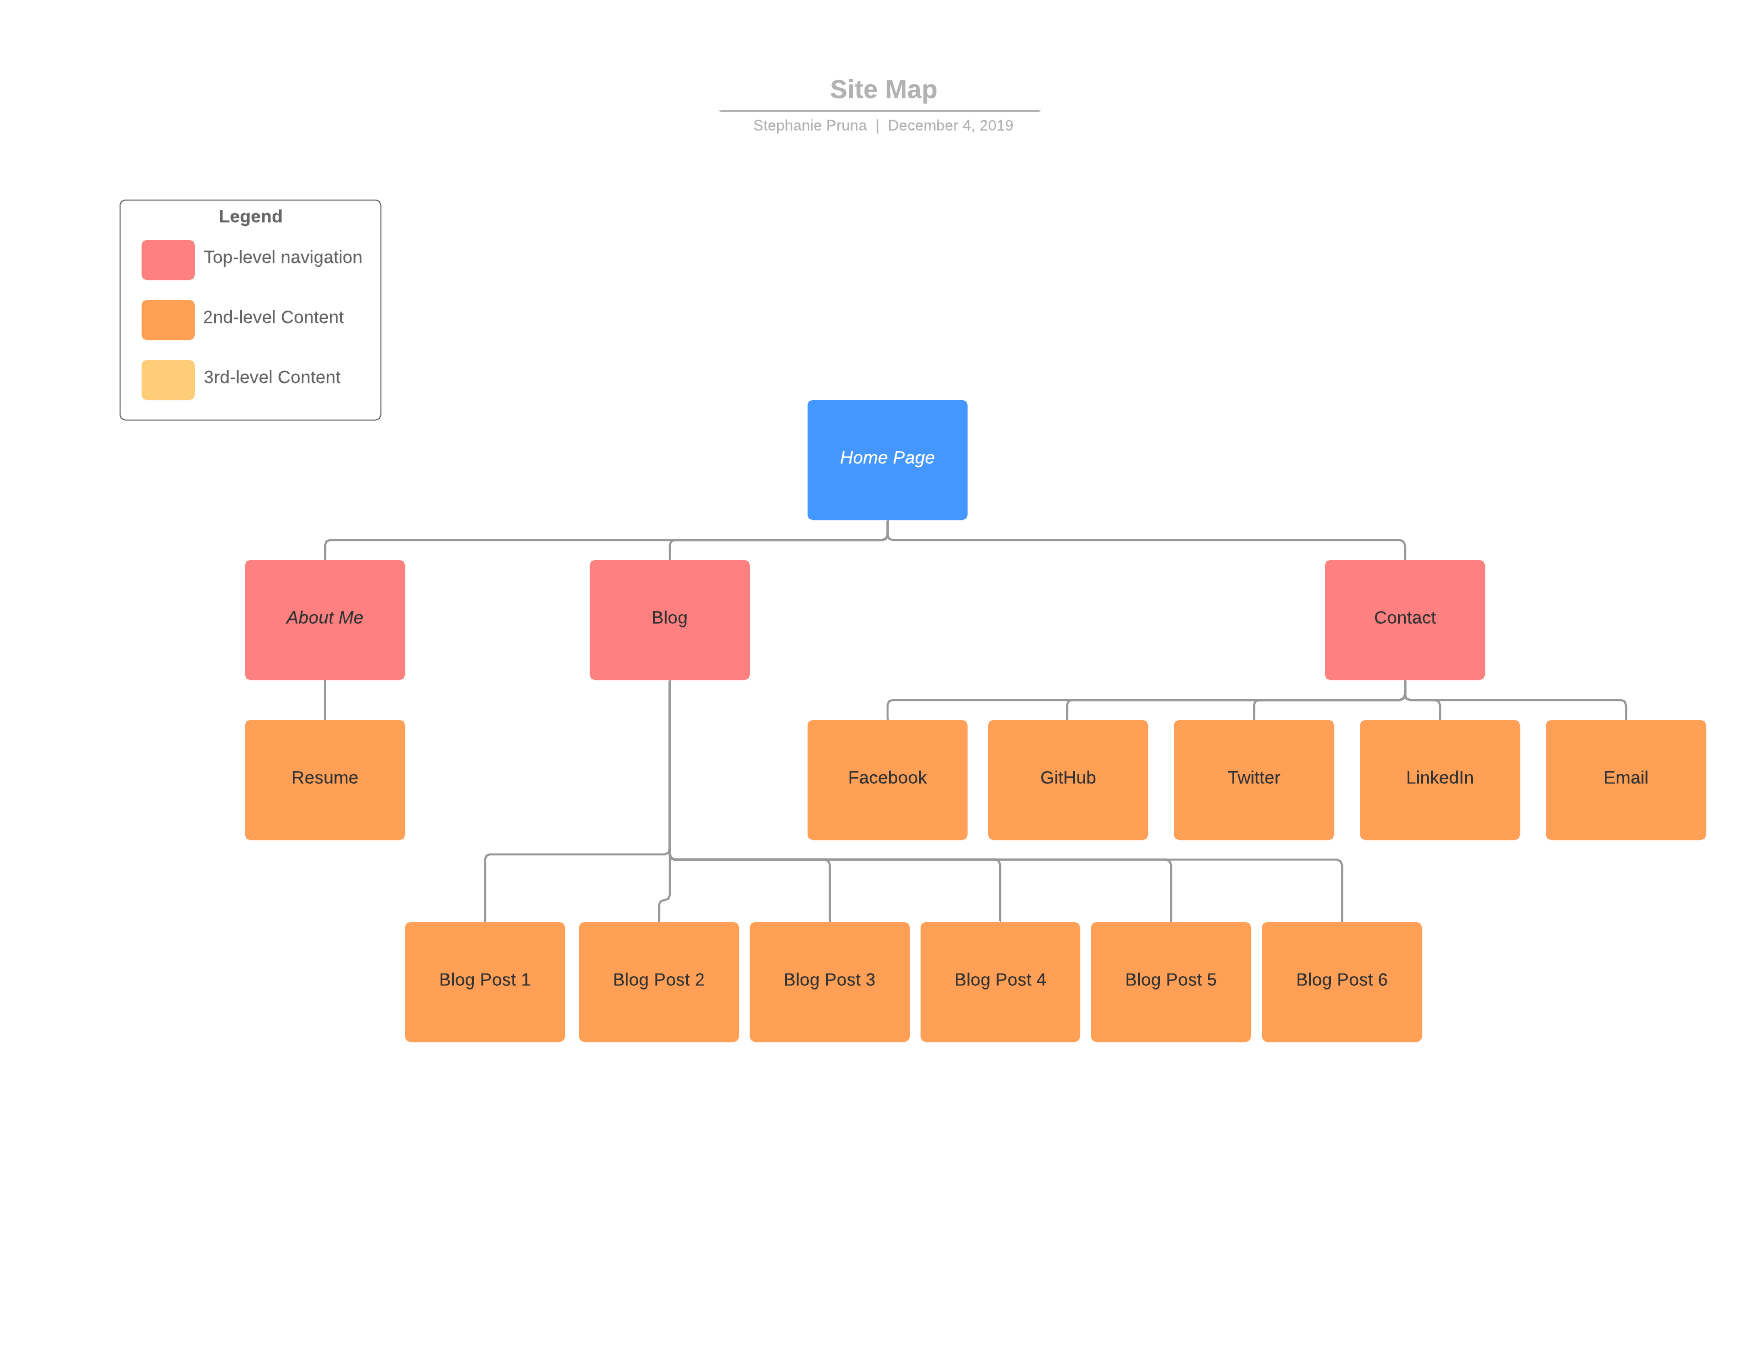 Site Map
Stephanie Pruna | December 4, 2019
Legend
Top-level navigation
2nd-level Content
3rd-level Content
Home Page
About Me
Blog
Contact
Resume
Facebook
GitHub
Twitter
LinkedIn
Email
Blog Post 1
Blog Post 2
Blog Post 3
Blog Post 4
Blog Post 5
Blog Post 6